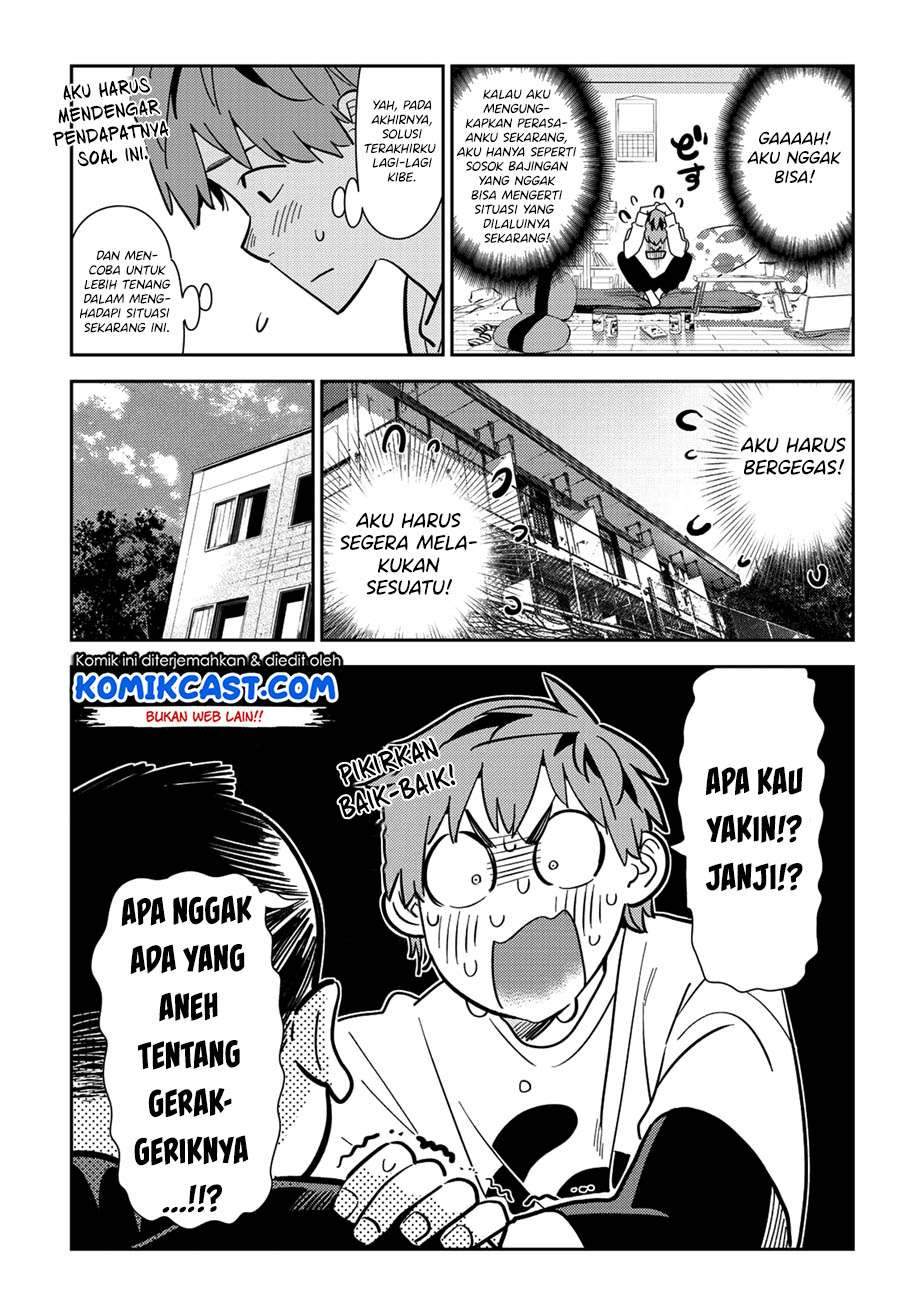 GAAAAH!
AKU NGGAK
BISA!
どす
KALAU AKU
MENGUNG-
KAPKAN PERASA-
ANKU SEKARANG,
AKU HANYA SEPERTI
SOSOK BAJINGAN
YANG NGGAK
BISA MENGERTI
SITUASI YANG
DILALUINYA
SEKARANG!
YAH, PADA
AKHIRNYA,
SOLUSI
TERAKHIRKU
LAGI-LAGI
KIBE.
AKU HARUS
MENDENGAR
PENDAPATNYA
SOAL INI.
DAN MEN-
COBA UNTUK
LEBIH TENANG
DALAM MENG-
HADAPI SITUASI
SEKARANG INI.
AKU HARUS
BERGEGAS!
AKU HARUS
SEGERA MELA-
KUKAN
SESUATU!
Komik ini diterjemahkan & diedit oleh
KOMIKCAST.COM
BUKAN WEB LAIN!!
APA KAU
YAKIN!?
JANJI!?
PIKIRKAN
BAIK-BAIK!
APA NGGAK
ADA YANG
ANEH
TENTANG
GERAK-
GERIKNYA
...!!?